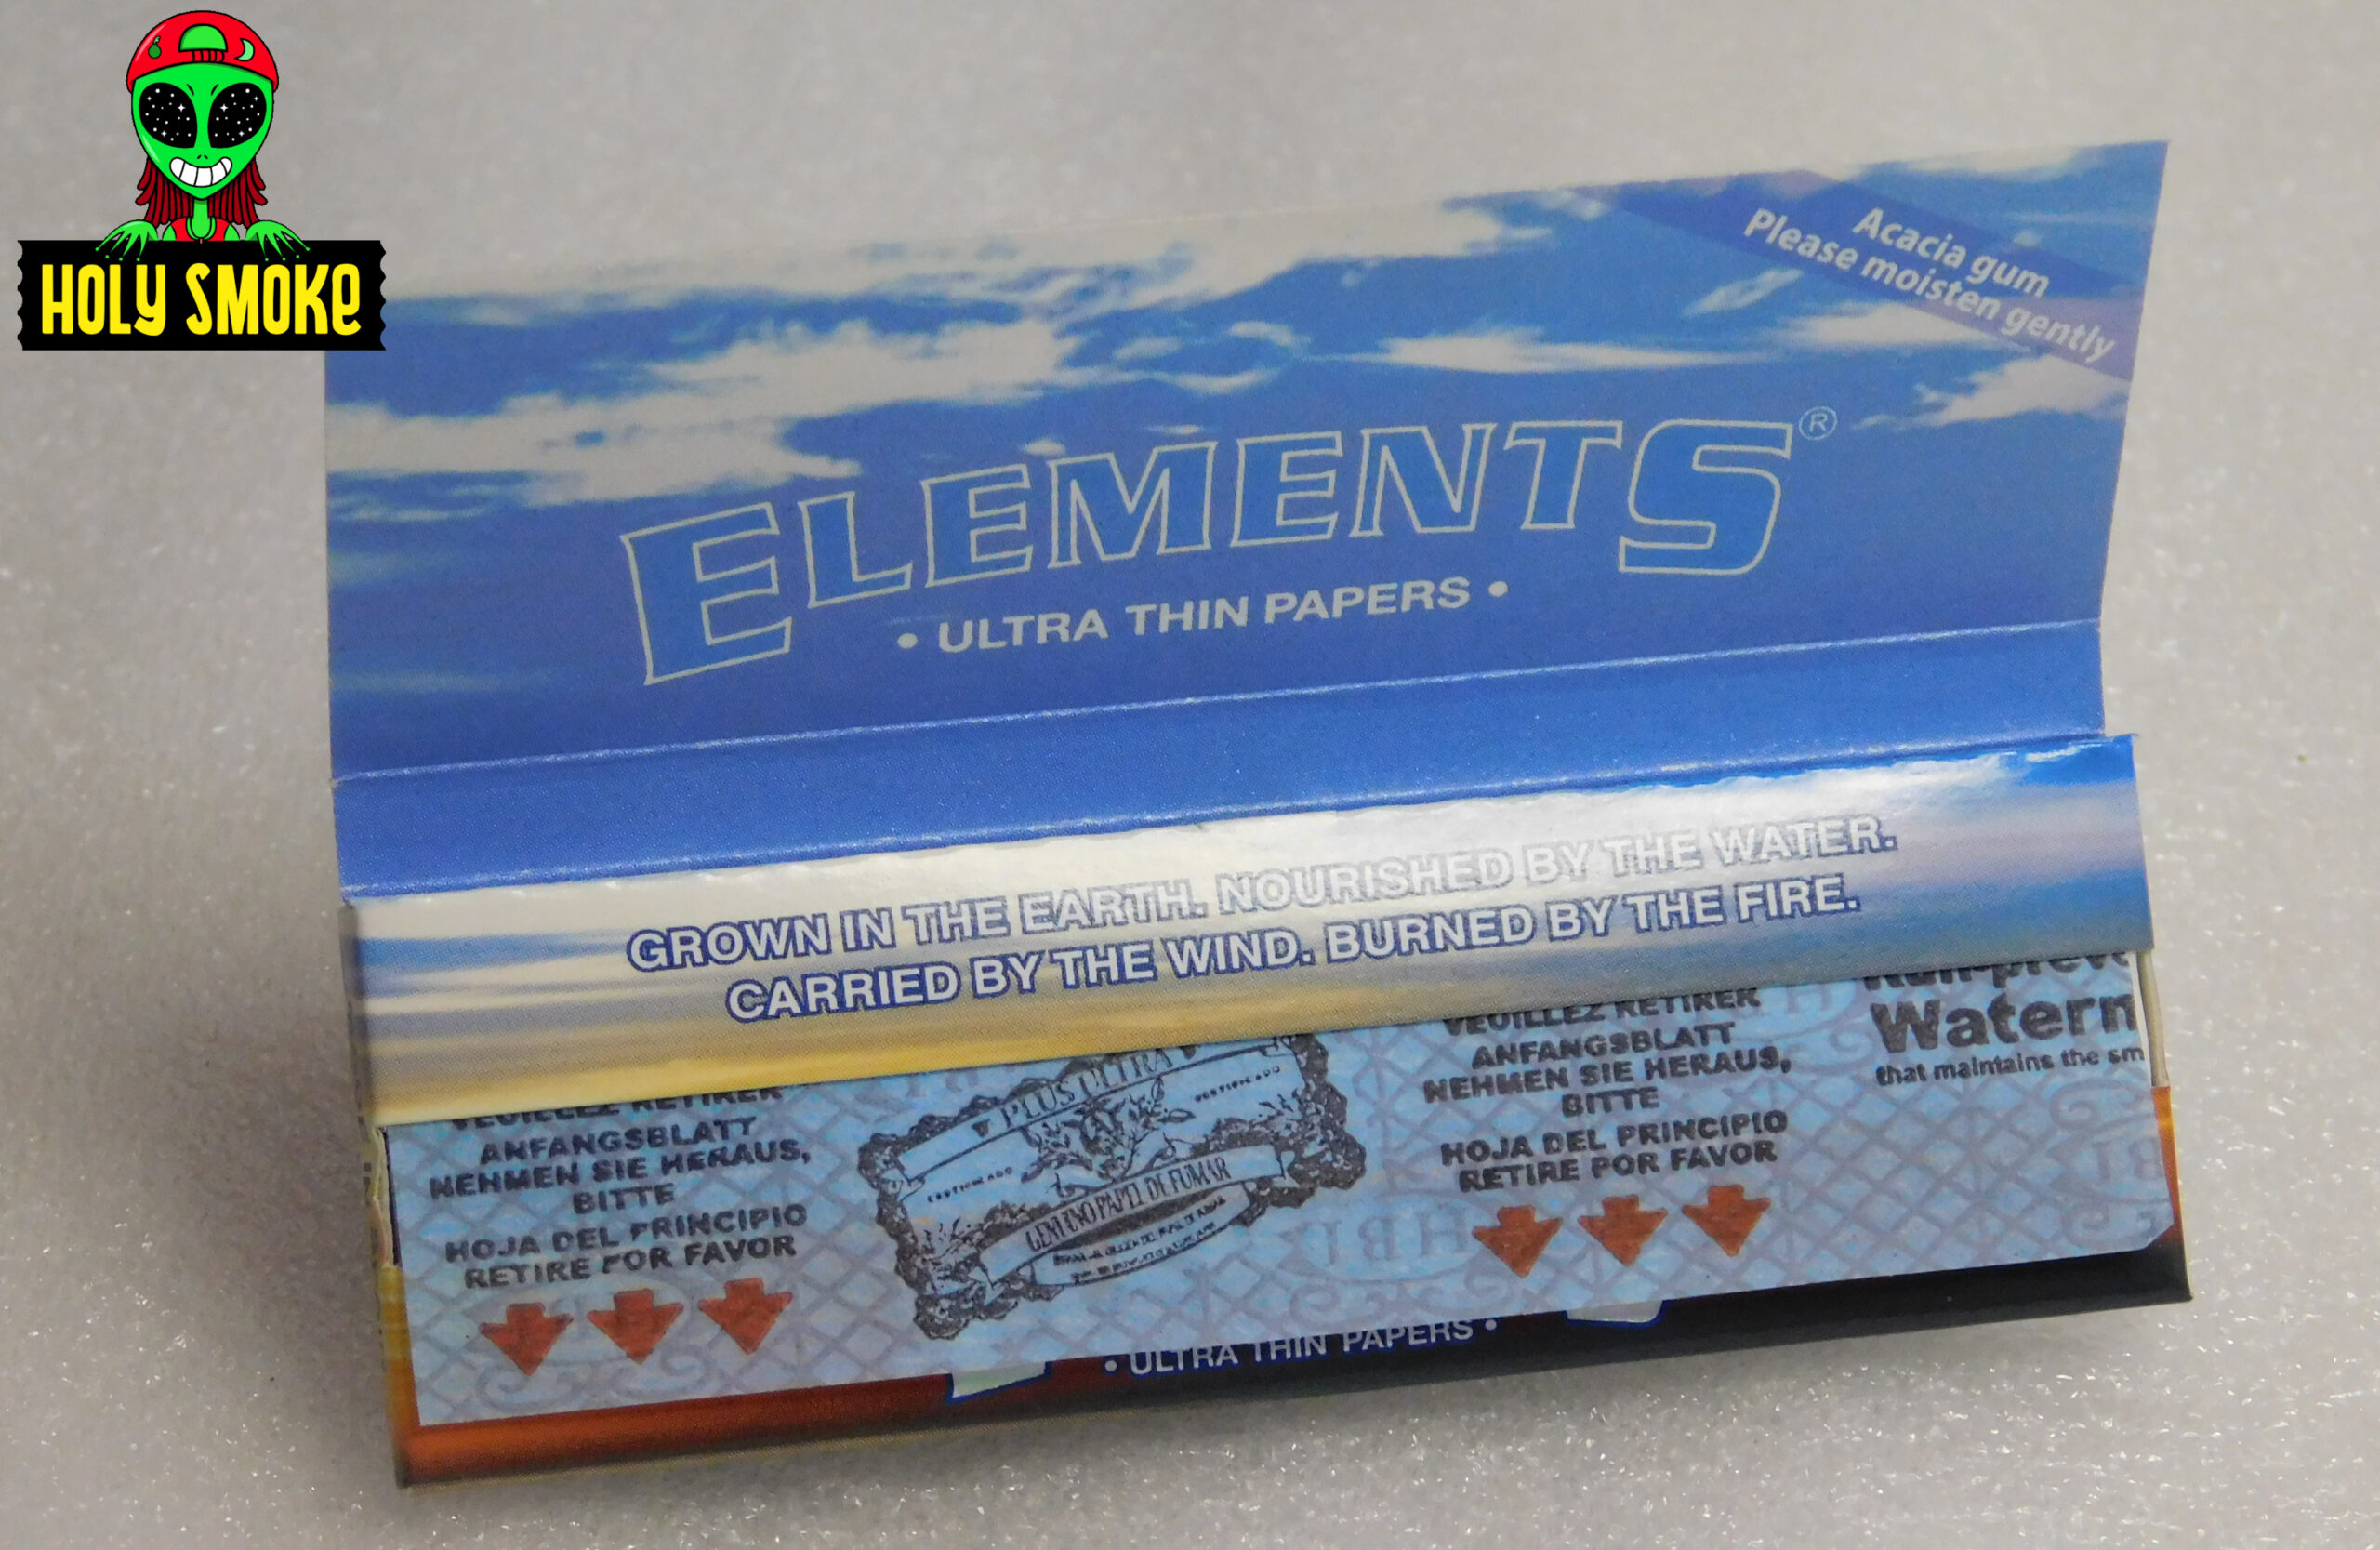 HOLY SMOKE
Acacia gum
Please moisten gently
ELEMENTS®
• ULTRA THIN PAPERS •
GROWN IN THE EARTH. NOURISHED BY THE WATER.
CARRIED BY THE WIND. BURNED BY THE FIRE.
VEUILLEZ RETIRER
ANFANGSBLATT
NEHMEN SIE HERAUS,
BITTE
HOJA DEL PRINCIPIO
RETIRE POR FAVOR
PLUS ULTRA
GENUINO PAPEL DE FUMAR
VEUILLEZ RETIRER
ANFANGSBLATT
NEHMEN SIE HERAUS,
BITTE
HOJA DEL PRINCIPIO
RETIRE POR FAVOR
Waterm
that maintains the sm
HBI
• ULTRA THIN PAPERS •